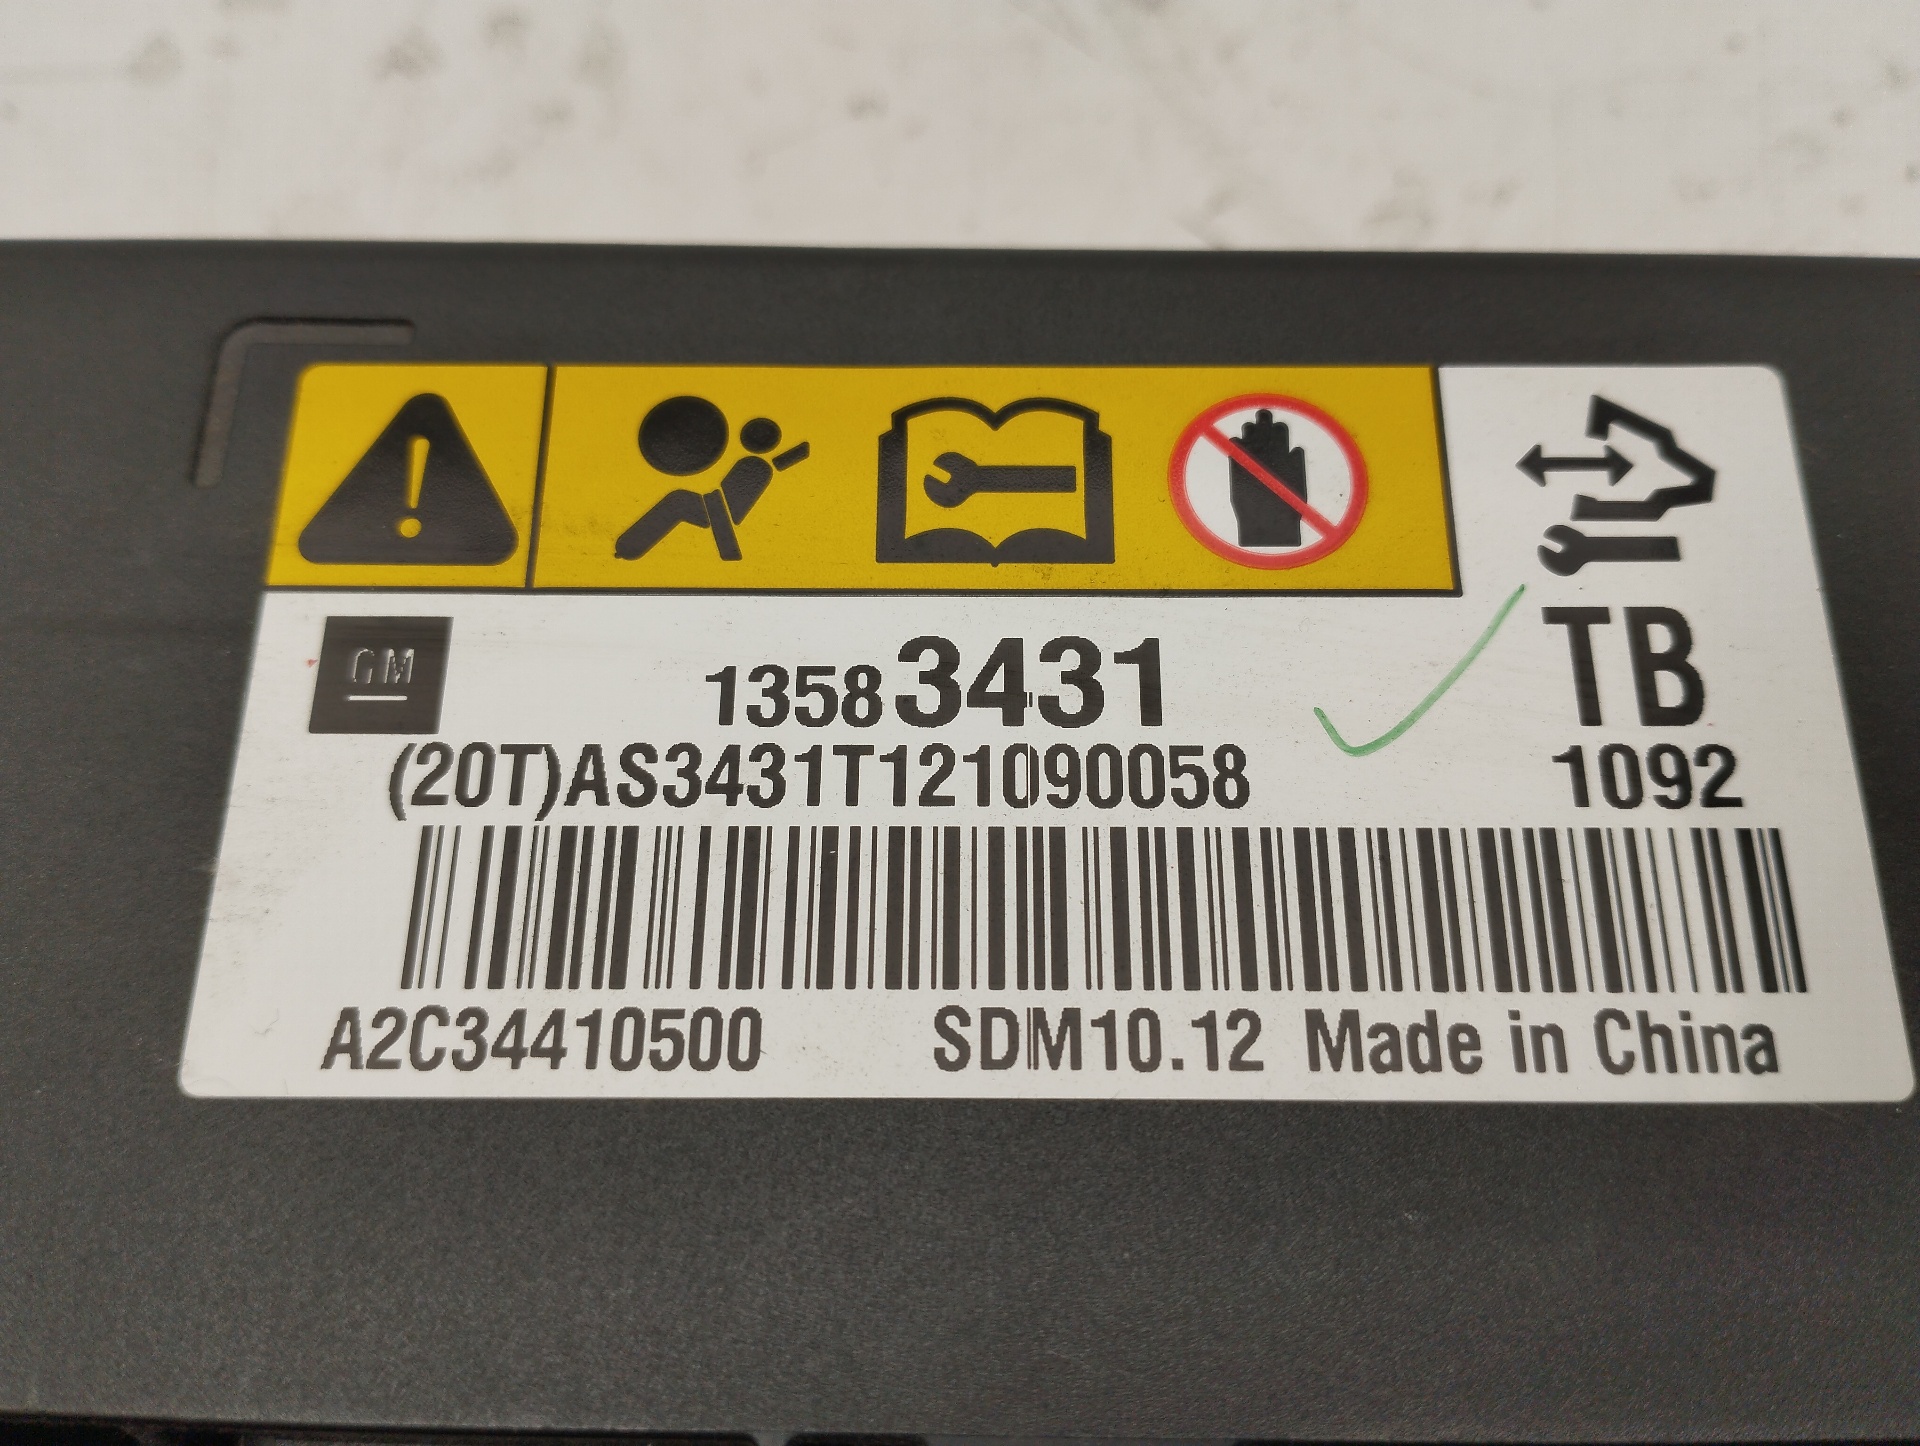 GM
13583431
TB
(20T)AS3431T121090058
1092
A2C34410500 SDM10.12 Made in China